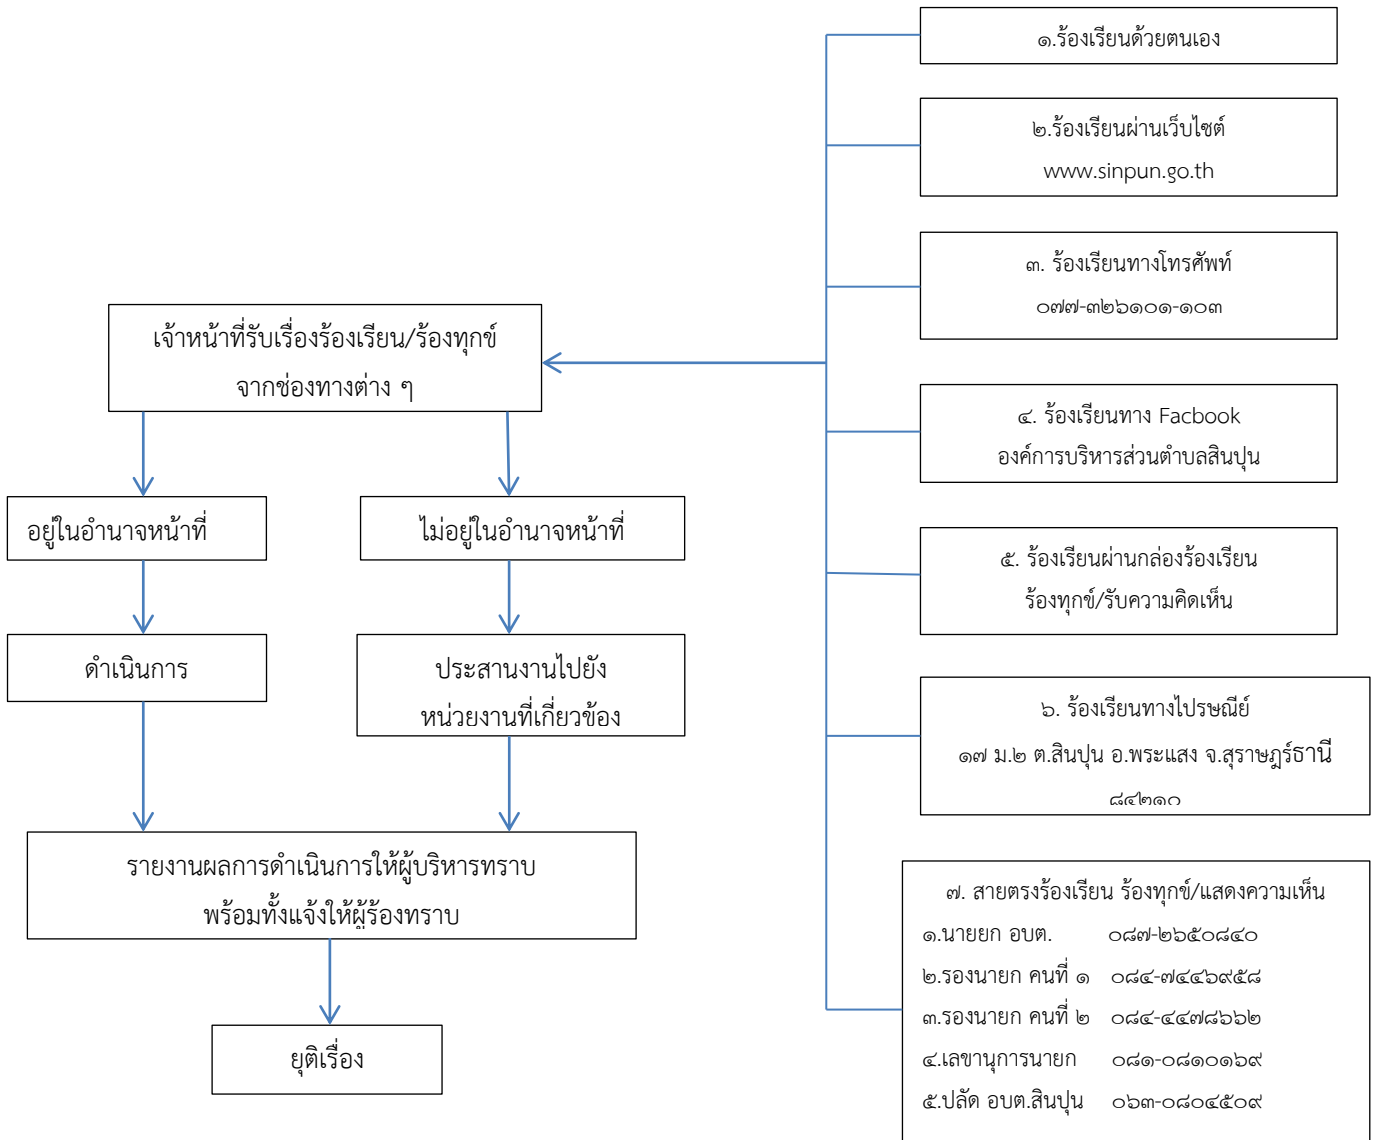 ๑.ร้องเรียนด้วยตนเอง
๒.ร้องเรียนผ่านเว็บไซต์
www.sinpun.go.th
๓. ร้องเรียนทางโทรศัพท์
๐๗๗-๓๒๖๑๐๑-๑๐๓
เจ้าหน้าที่รับเรื่องร้องเรียน/ร้องทุกข์
จากช่องทางต่าง ๆ
๔. ร้องเรียนทาง Facbook
องค์การบริหารส่วนตำบลสินปุน
อยู่ในอำนาจหน้าที่
ไม่อยู่ในอำนาจหน้าที่
๕. ร้องเรียนผ่านกล่องร้องเรียน
ร้องทุกข์/รับความคิดเห็น
ดำเนินการ
ประสานงานไปยัง
หน่วยงานที่เกี่ยวข้อง
๖. ร้องเรียนทางไปรษณีย์
๑๗ ม.๒ ต.สินปุน อ.พระแสง จ.สุราษฎร์ธานี
๘๔๒๑๐
รายงานผลการดำเนินการให้ผู้บริหารทราบ
พร้อมทั้งแจ้งให้ผู้ร้องทราบ
ยุติเรื่อง
๗. สายตรงร้องเรียน ร้องทุกข์/แสดงความเห็น
๑.นายยก อบต. ๐๘๗-๒๖๕๐๘๔๐
๒.รองนายก คนที่ ๑ ๐๘๔-๗๔๔๖๙๕๘
๓.รองนายก คนที่ ๒ ๐๘๔-๔๔๗๘๖๖๒
๔.เลขานุการนายก ๐๘๑-๐๘๑๐๑๖๙
๕.ปลัด อบต.สินปุน ๐๖๓-๐๘๐๔๕๐๙